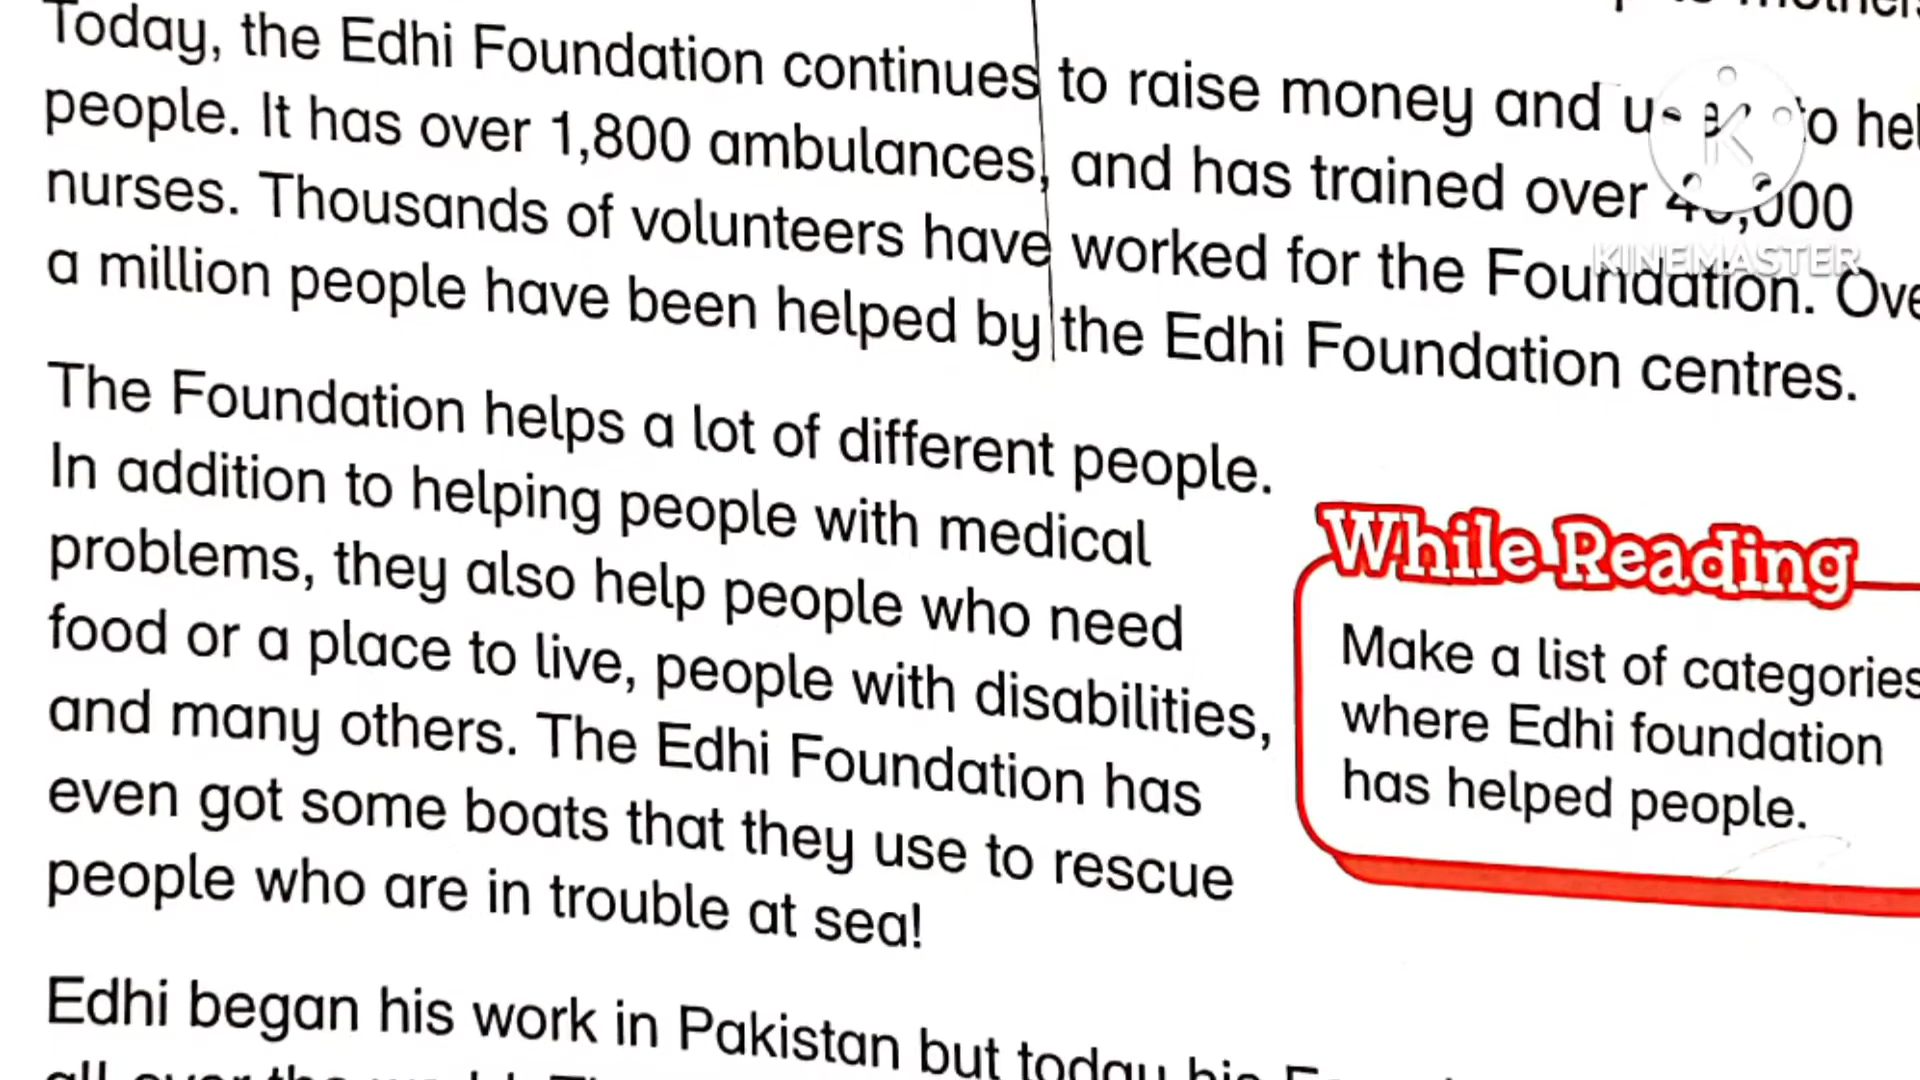 Today, the Edhi Foundation continues to raise money and to
people. It has over 1,800 ambulances, and has trained over
nurses. Thousands of volunteers have worked for the Foundation.
a million people have been helped by the Edhi Foundation centres.
The Foundation helps a lot of different people.
In addition to helping people with medical
problems, they also help people who need
food or a place to live, people with disabilities,
and many others. The Edhi Foundation has
even got some boats that they use to rescue
people who are in trouble at sea!
While Reading
Make a list of categories
where Edhi foundation
has helped people.
Edhi began his work in Pakistan but today his
KINEMASTER